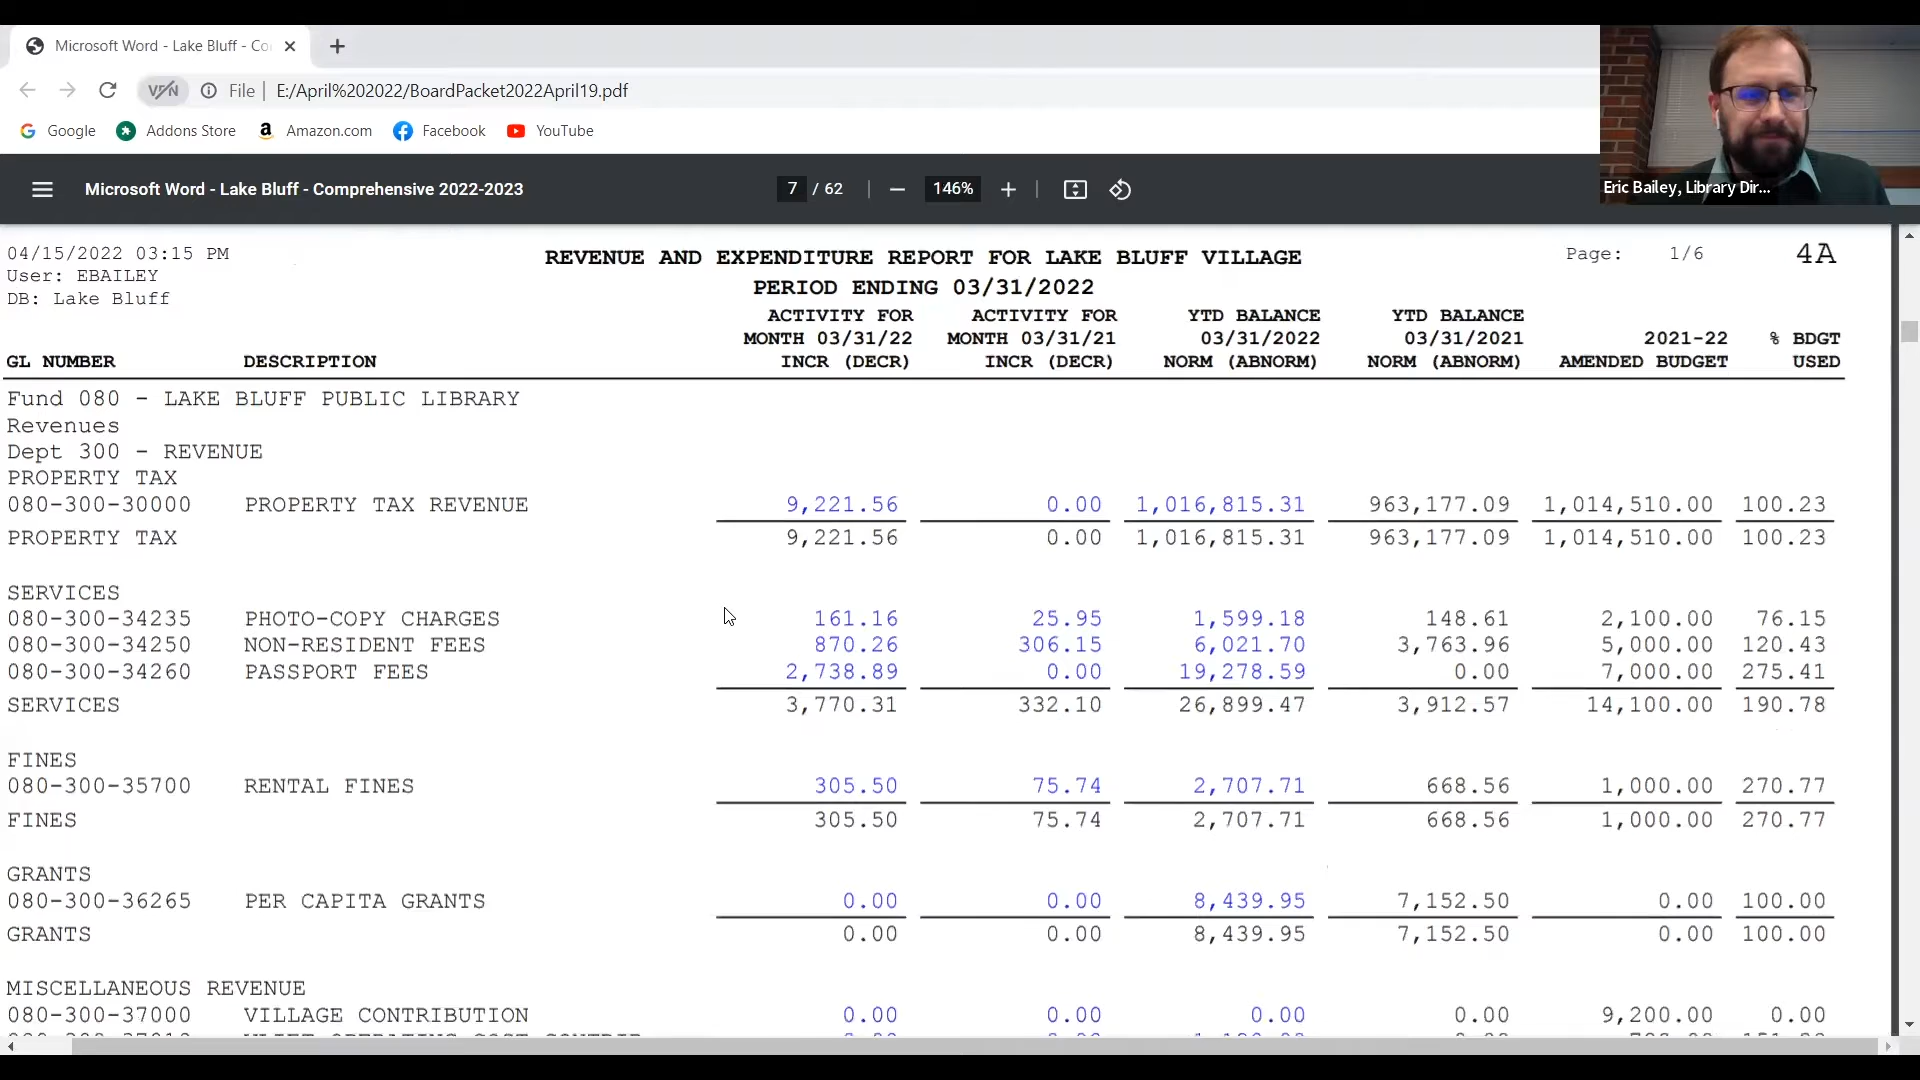 Microsoft Word - Lake Bluff - Co
VPN File E:/April%202022/BoardPacket2022April19.pdf
Google Addons Store Amazon.com Facebook YouTube
Microsoft Word - Lake Bluff - Comprehensive 2022-2023 7 / 62 146%
Eric Bailey, Library Dir...
04/15/2022 03:15 PM REVENUE AND EXPENDITURE REPORT FOR LAKE BLUFF VILLAGE Page: 1/6 4A
User: EBAILEY
DB: Lake Bluff
PERIOD ENDING 03/31/2022
ACTIVITY FOR ACTIVITY FOR YTD BALANCE YTD BALANCE
MONTH 03/31/22 MONTH 03/31/21 03/31/2022 03/31/2021 2021-22 % BDGT
GL NUMBER DESCRIPTION INCR (DECR) INCR (DECR) NORM (ABNORM) NORM (ABNORM) AMENDED BUDGET USED
Fund 080 - LAKE BLUFF PUBLIC LIBRARY
Revenues
Dept 300 - REVENUE
PROPERTY TAX
080-300-30000 PROPERTY TAX REVENUE 9,221.56 0.00 1,016,815.31 963,177.09 1,014,510.00 100.23
PROPERTY TAX 9,221.56 0.00 1,016,815.31 963,177.09 1,014,510.00 100.23
SERVICES
080-300-34235 PHOTO-COPY CHARGES 161.16 25.95 1,599.18 148.61 2,100.00 76.15
080-300-34250 NON-RESIDENT FEES 870.26 306.15 6,021.70 3,763.96 5,000.00 120.43
080-300-34260 PASSPORT FEES 2,738.89 0.00 19,278.59 0.00 7,000.00 275.41
SERVICES 3,770.31 332.10 26,899.47 3,912.57 14,100.00 190.78
FINES
080-300-35700 RENTAL FINES 305.50 75.74 2,707.71 668.56 1,000.00 270.77
FINES 305.50 75.74 2,707.71 668.56 1,000.00 270.77
GRANTS
080-300-36265 PER CAPITA GRANTS 0.00 0.00 8,439.95 7,152.50 0.00 100.00
GRANTS 0.00 0.00 8,439.95 7,152.50 0.00 100.00
MISCELLANEOUS REVENUE
080-300-37000 VILLAGE CONTRIBUTION 0.00 0.00 0.00 0.00 9,200.00 0.00